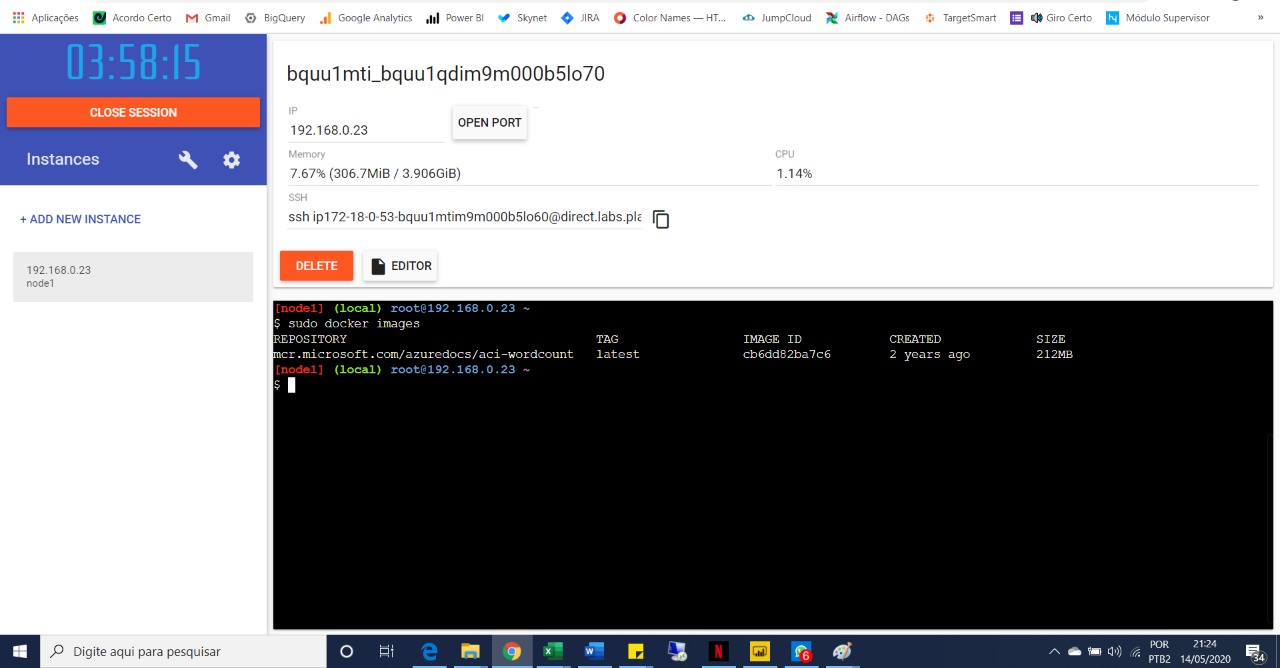 Aplicações Acordo Certo Gmail BigQuery Google Analytics Power BI Skynet JIRA Color Names — HT... JumpCloud Airflow - DAGs TargetSmart Giro Certo Módulo Supervisor »
03:58:15
CLOSE SESSION
Instances
+ ADD NEW INSTANCE
192.168.0.23
node1
bquu1mti_bquu1qdim9m000b5lo70
IP
192.168.0.23
OPEN PORT
Memory
7.67% (306.7MiB / 3.906GiB)
CPU
1.14%
SSH
ssh ip172-18-0-53-bquu1mtim9m000b5lo60@direct.labs.pla
DELETE
EDITOR
[node1] (local) root@192.168.0.23 ~
$ sudo docker images
REPOSITORY TAG IMAGE ID CREATED SIZE
mcr.microsoft.com/azuredocs/aci-wordcount latest cb6dd82ba7c6 2 years ago 212MB
[node1] (local) root@192.168.0.23 ~
$
Digite aqui para pesquisar
POR
PTB2
21:24
14/05/2020
34
6